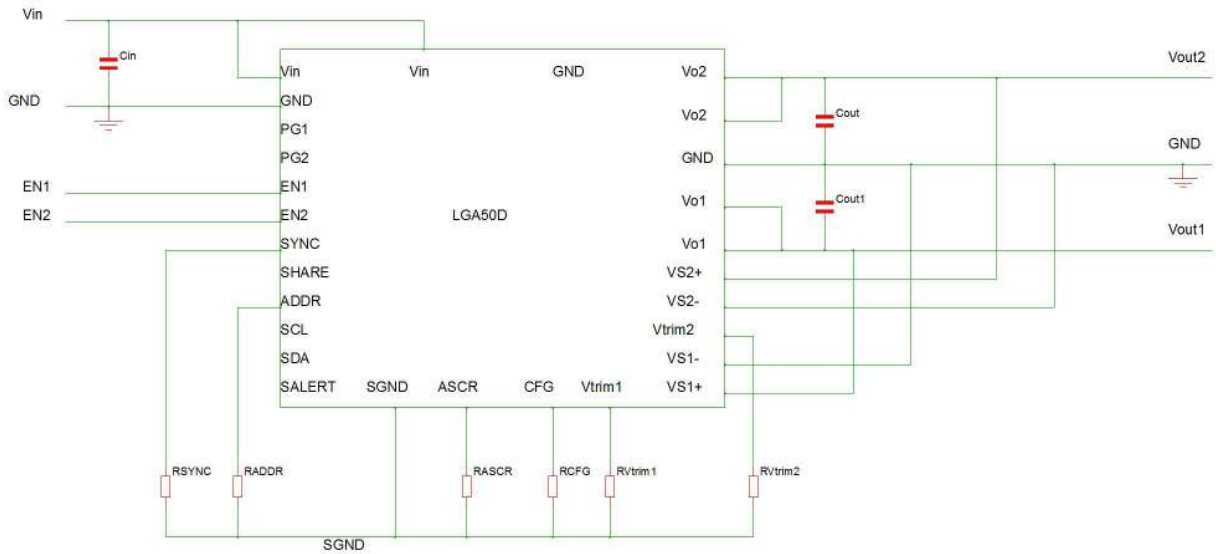 Vin
Cin
Vin Vin GND Vo2
Vout2
GND
GND
PG1
Vo2
Cout
PG2
GND
GND
EN1
EN1
Vo1
Cout1
EN2
EN2
LGA50D
SYNC
Vo1
Vout1
SHARE
VS2+
ADDR
VS2-
SCL
Vtrim2
SDA
VS1-
SALERT SGND ASCR CFG Vtrim1 VS1+
RSYNC RADDR RASCR RCFG RVtrim1 RVtrim2
SGND